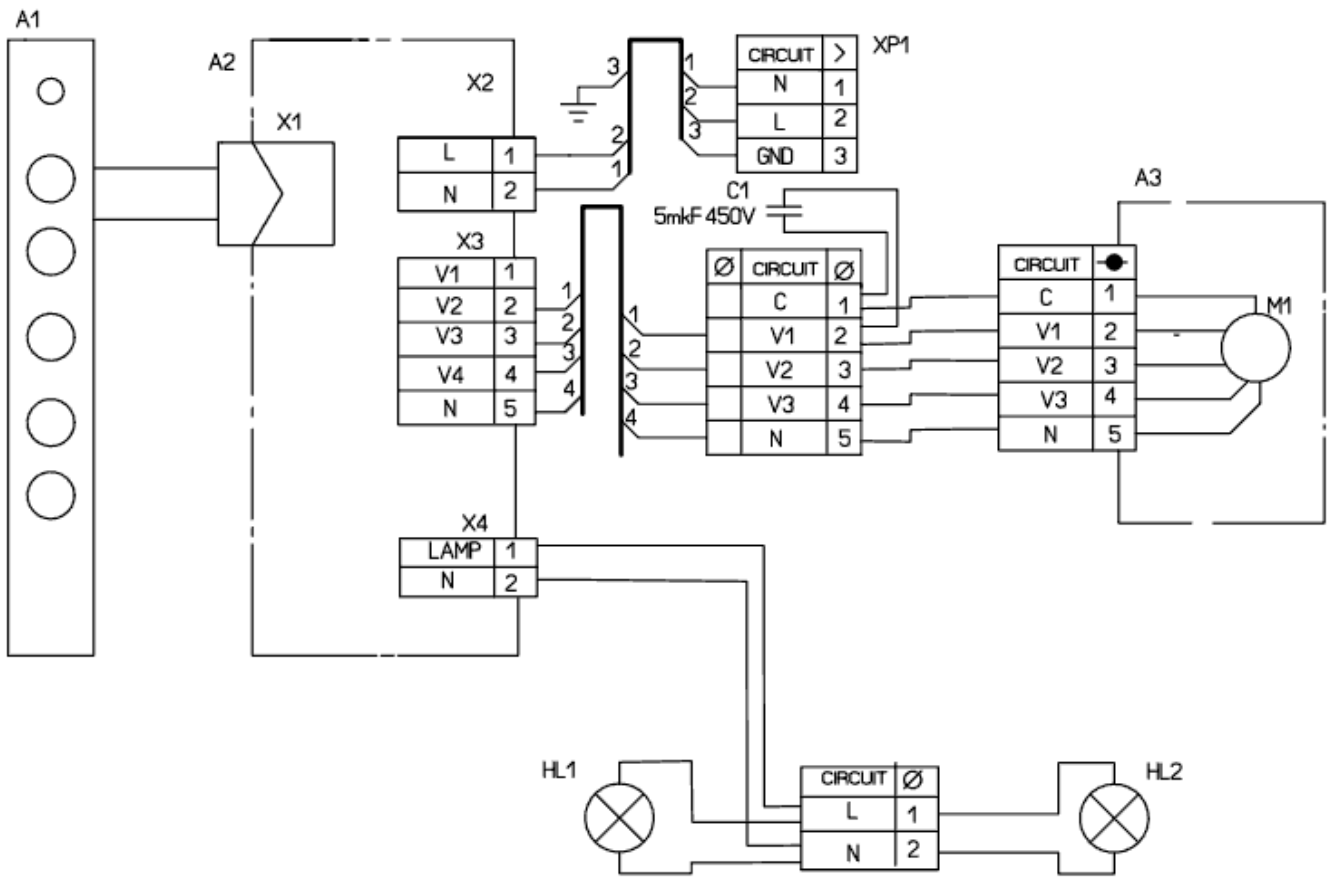 A1
A2
X1
X2
L 1
N 2
3
2
1
1
2
3
CIRCUIT >
N 1
L 2
GND 3
XP1
X3
V1 1
V2 2
V3 3
V4 4
N 5
1
2
3
4
1
2
3
4
C1
5mkF 450V
Ø CIRCUIT Ø
C 1
V1 2
V2 3
V3 4
N 5
A3
CIRCUIT
C 1
V1 2
V2 3
V3 4
N 5
M1
X4
LAMP 1
N 2
HL1
CIRCUIT Ø
L 1
N 2
HL2